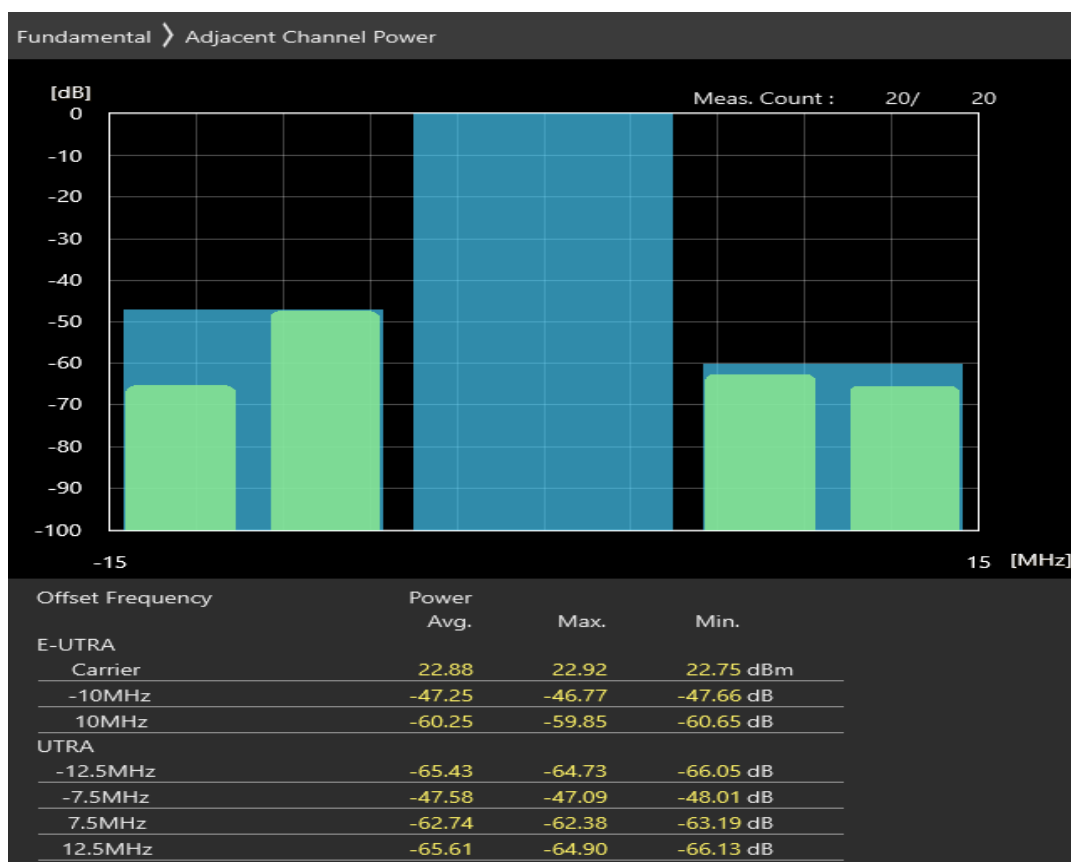 Fundamental ❯ Adjacent Channel Power
[dB]
Meas. Count : 20/ 20
0
-10
-20
-30
-40
-50
-60
-70
-80
-90
-100
-15 15 [MHz]
Offset Frequency Power
Avg. Max. Min.
E-UTRA
Carrier 22.88 22.92 22.75 dBm
-10MHz -47.25 -46.77 -47.66 dB
10MHz -60.25 -59.85 -60.65 dB
UTRA
-12.5MHz -65.43 -64.73 -66.05 dB
-7.5MHz -47.58 -47.09 -48.01 dB
7.5MHz -62.74 -62.38 -63.19 dB
12.5MHz -65.61 -64.90 -66.13 dB